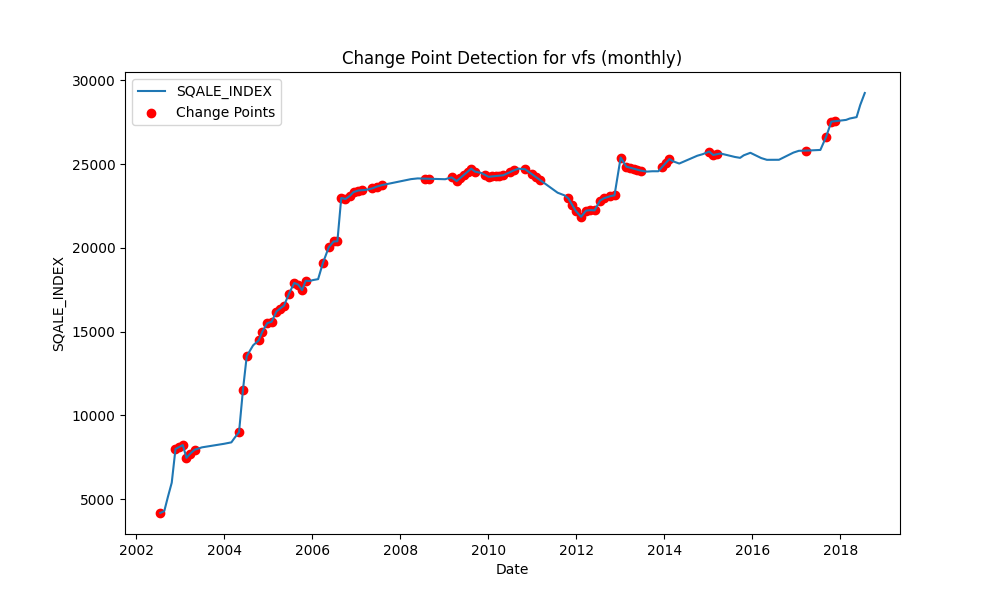 Change Point Detection for vfs (monthly)
SQALE_INDEX
Change Points
30000
25000
20000
15000
10000
5000
SQALE_INDEX
2002 2004 2006 2008 2010 2012 2014 2016 2018
Date